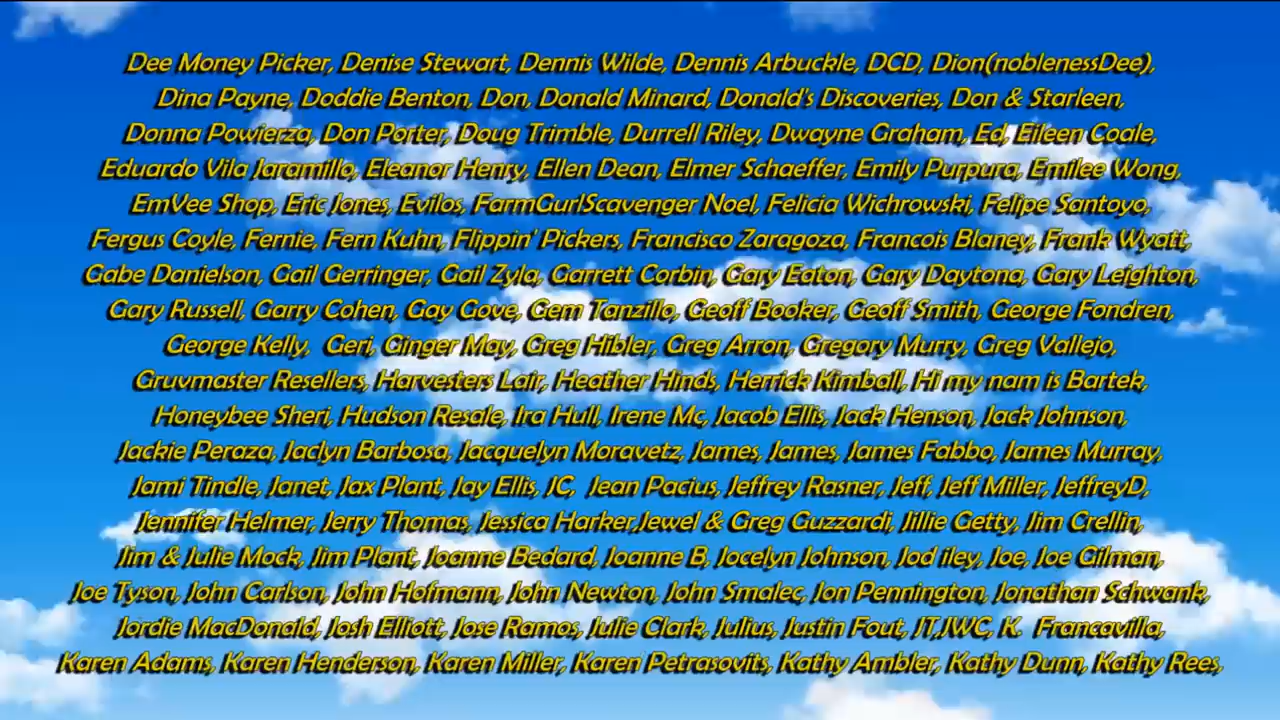 Dee Money Picker, Denise Stewart, Dennis Wilde, Dennis Arbuckle, DCD, Dion(noblenessDee),
Dina Payne, Doddie Benton, Don, Donald Minard, Donald's Discoveries, Don & Starleen,
Donna Powierza, Don Porter, Doug Trimble, Durrell Riley, Dwayne Graham, Ed, Eileen Coale,
Eduardo Vila Jaramillo, Eleanor Henry, Ellen Dean, Elmer Schaeffer, Emily Purpura, Emilee Wong,
EmVee Shop, Eric Jones, Evilos, FarmGurlScavenger Noel, Felicia Wichrowski, Felipe Santoyo,
Fergus Coyle, Fernie, Fern Kuhn, Flippin' Pickers, Francisco Zaragoza, Francois Blaney, Frank Wyatt,
Gabe Danielson, Gail Gerringer, Gail Zyla, Garrett Corbin, Gary Eaton, Gary Daytona, Gary Leighton,
Gary Russell, Garry Cohen, Gay Gove, Gem Tanzillo, Geoff Booker, Geoff Smith, George Fondren,
George Kelly,  Geri, Ginger May, Greg Hibler, Greg Arron, Gregory Murry, Greg Vallejo,
Gruvmaster Resellers, Harvesters Lair, Heather Hinds, Herrick Kimball, Hi my nam is Bartek,
Honeybee Sheri, Hudson Resale, Ira Hull, Irene Mc, Jacob Ellis, Jack Henson, Jack Johnson,
Jackie Peraza, Jaclyn Barbosa, Jacquelyn Moravetz, James, James, James Fabbo, James Murray,
Jami Tindle, Janet, Jax Plant, Jay Ellis, JC,  Jean Pacius, Jeffrey Rasner, Jeff, Jeff Miller, JeffreyD,
Jennifer Helmer, Jerry Thomas, Jessica Harker,Jewel & Greg Guzzardi, Jillie Getty, Jim Crellin,
Jim & Julie Mock, Jim Plant, Joanne Bedard, Joanne B, Jocelyn Johnson, Jod iley, Joe, Joe Gilman,
Joe Tyson, John Carlson, John Hofmann, John Newton, John Smalec, Jon Pennington, Jonathan Schwank,
Jordie MacDonald, Josh Elliott, Jose Ramos, Julie Clark, Julius, Justin Fout, JT,JWC, K.  Francavilla,
Karen Adams, Karen Henderson, Karen Miller, Karen Petrasovits, Kathy Ambler, Kathy Dunn, Kathy Rees,